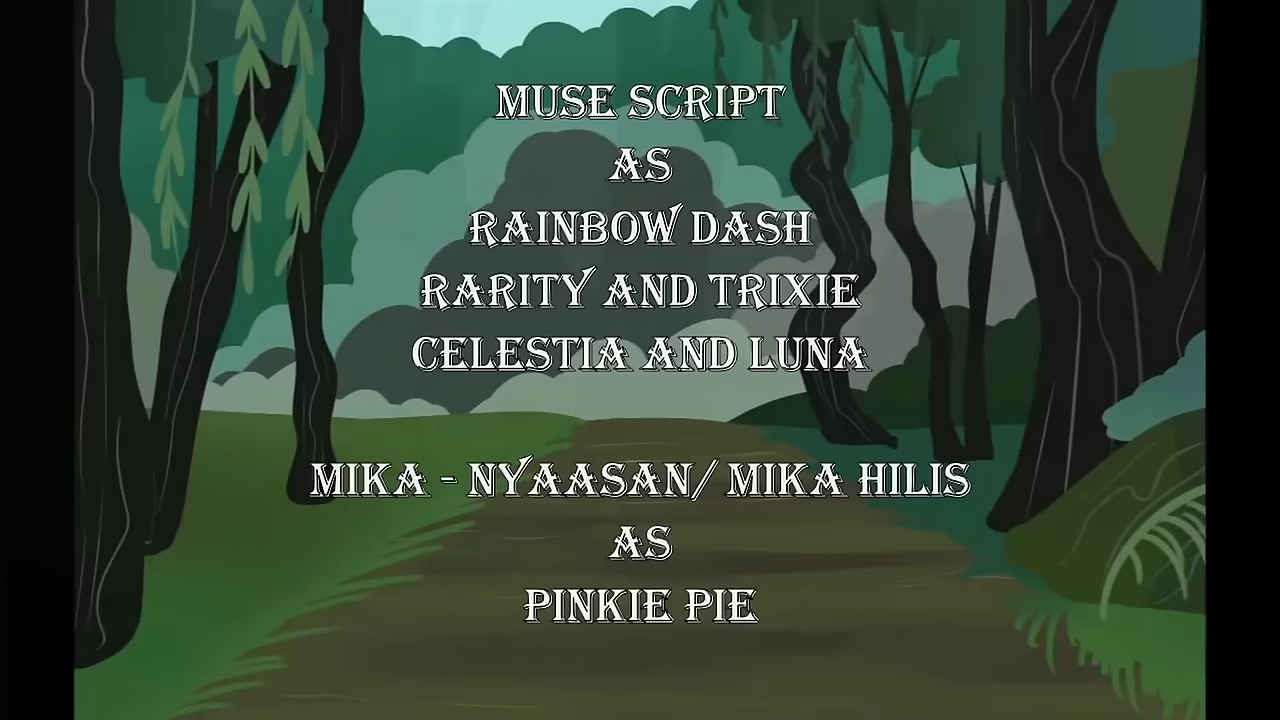 MUSE SCRIPT
AS
RAINBOW DASH
RARITY AND TRIXIE
CELESTIA AND LUNA
MIKA - NYAASAN/ MIKA HILIS
AS
PINKIE PIE